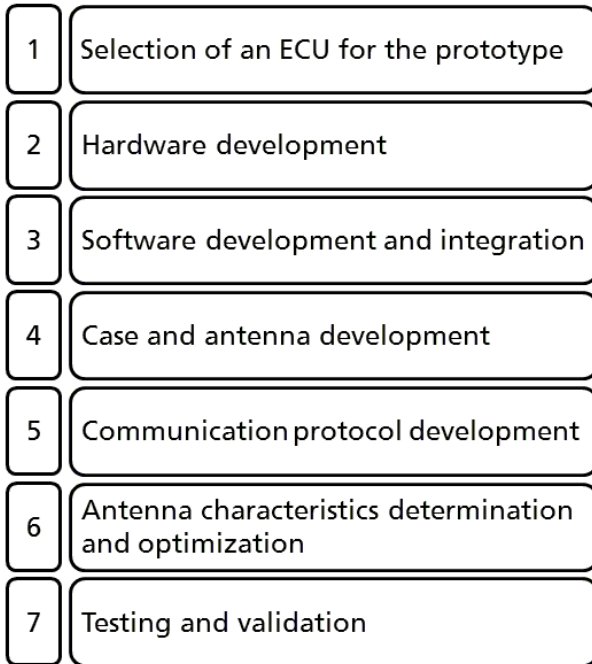 1 Selection of an ECU for the prototype
2 Hardware development
3 Software development and integration
4 Case and antenna development
5 Communication protocol development
6 Antenna characteristics determination
and optimization
7 Testing and validation